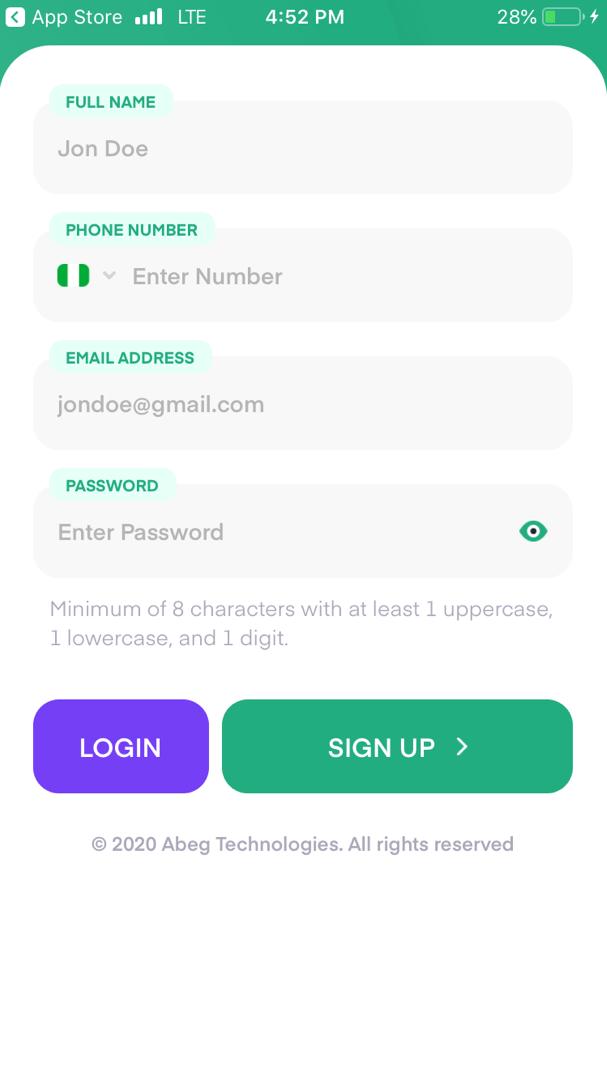 App Store LTE 4:52 PM 28%
FULL NAME
Jon Doe
PHONE NUMBER
Enter Number
EMAIL ADDRESS
jondoe@gmail.com
PASSWORD
Enter Password
Minimum of 8 characters with at least 1 uppercase,
1 lowercase, and 1 digit.
LOGIN SIGN UP
© 2020 Abeg Technologies. All rights reserved